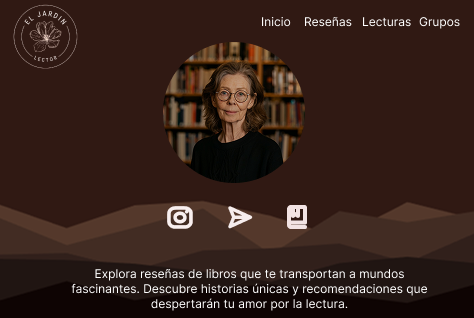 EL JARDIN
LECTOR
Inicio Reseñas Lecturas Grupos
Explora reseñas de libros que te transportan a mundos
fascinantes. Descubre historias únicas y recomendaciones que
despertarán tu amor por la lectura.